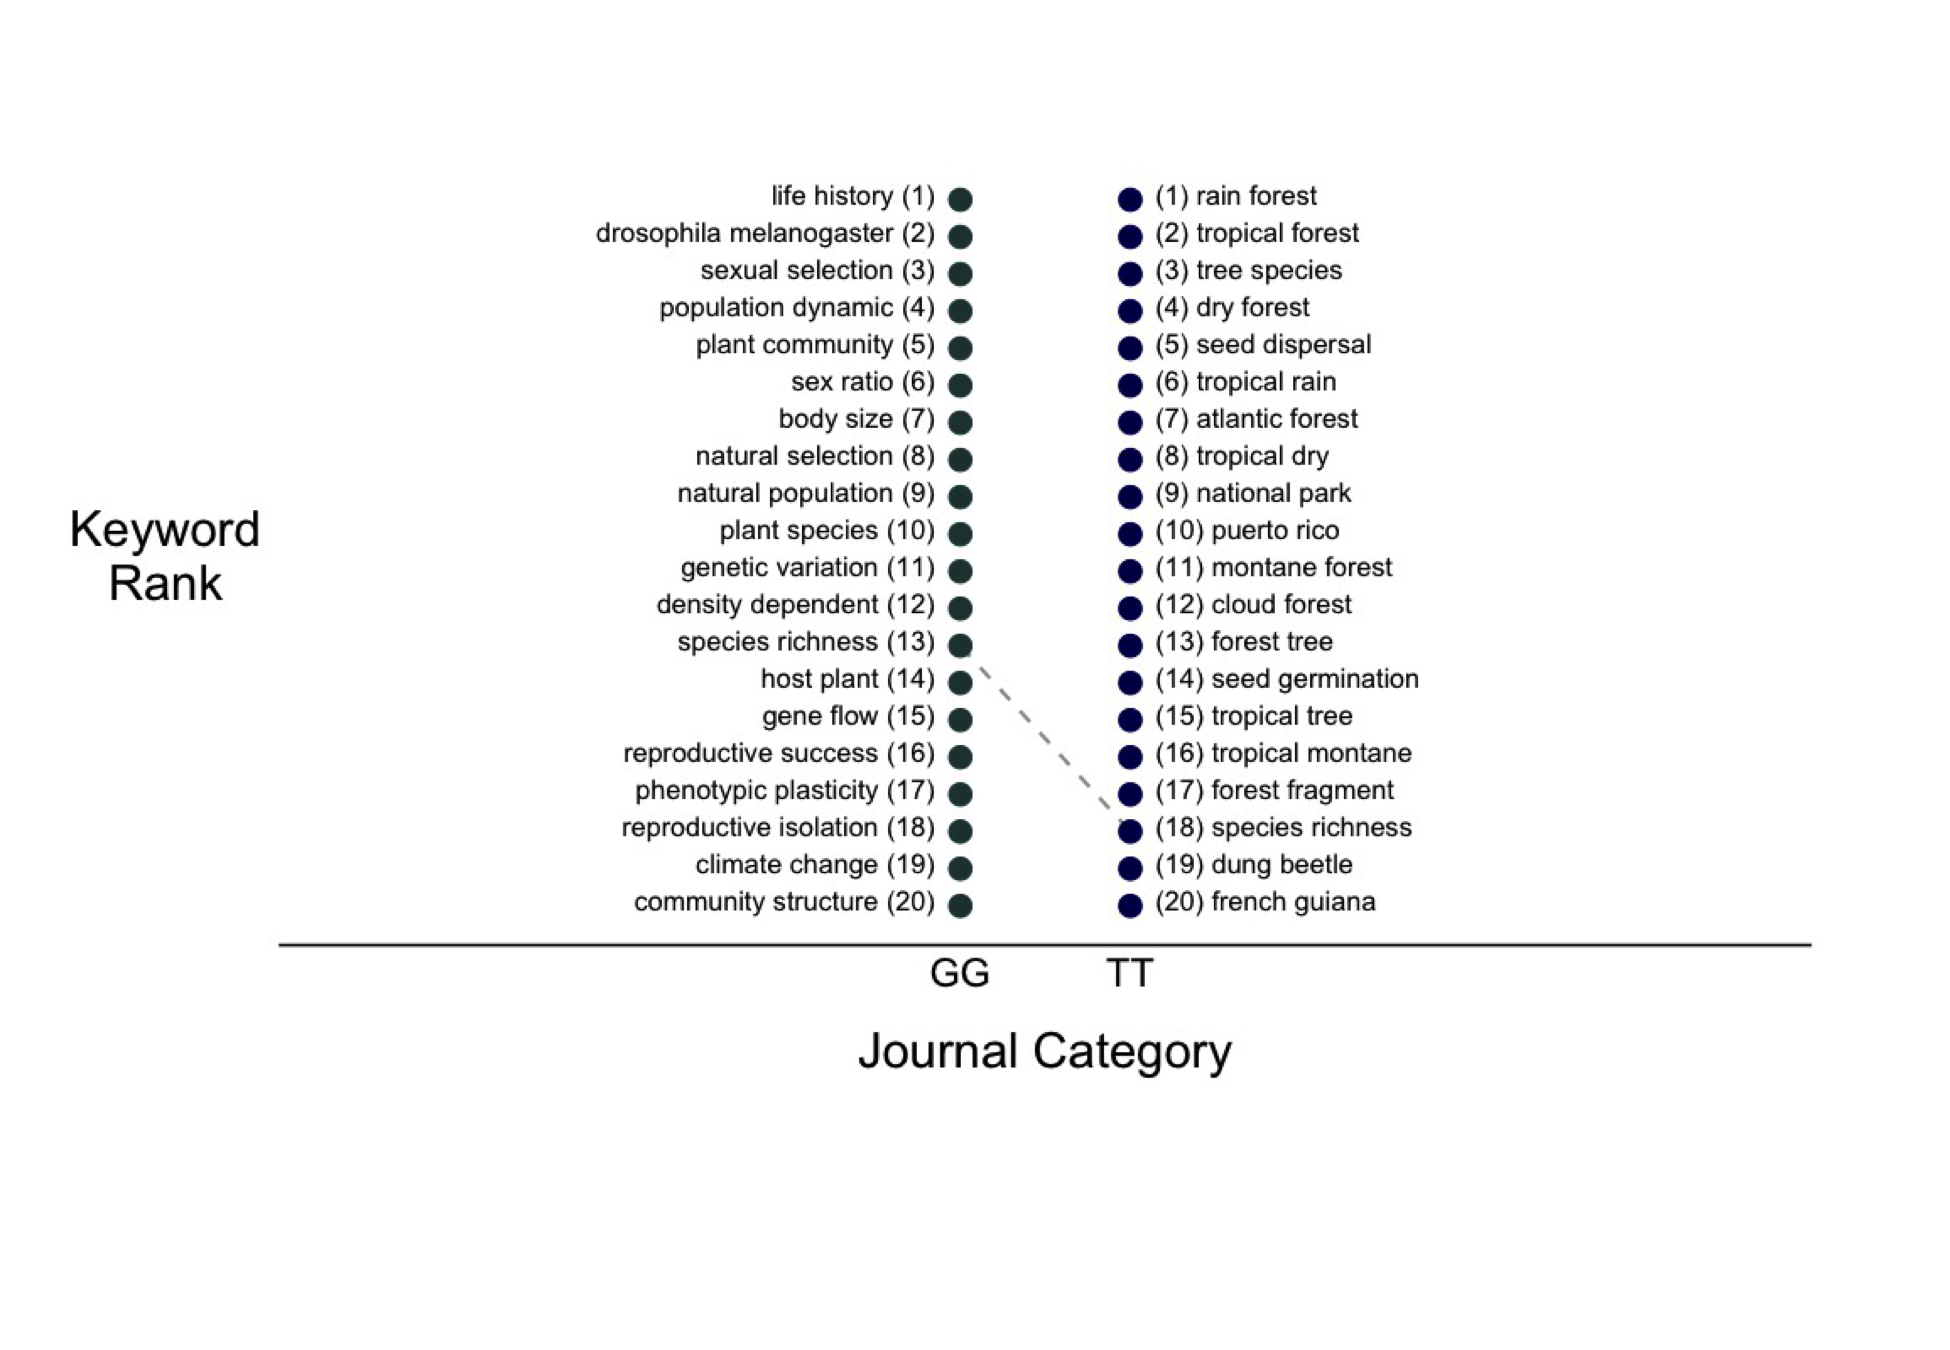 life history (1)
(1) rain forest
drosophila melanogaster (2)
(2) tropical forest
sexual selection (3)
(3) tree species
population dynamic (4)
(4) dry forest
plant community (5)
(5) seed dispersal
sex ratio (6)
(6) tropical rain
body size (7)
(7) atlantic forest
natural selection (8)
(8) tropical dry
natural population (9)
(9) national park
plant species (10)
(10) puerto rico
genetic variation (11)
(11) montane forest
density dependent (12)
(12) cloud forest
species richness (13)
(13) forest tree
host plant (14)
(14) seed germination
gene flow (15)
(15) tropical tree
reproductive success (16)
(16) tropical montane
phenotypic plasticity (17)
(17) forest fragment
reproductive isolation (18)
(18) species richness
climate change (19)
(19) dung beetle
community structure (20)
(20) french guiana
Keyword
Rank
GG
TT
Journal Category